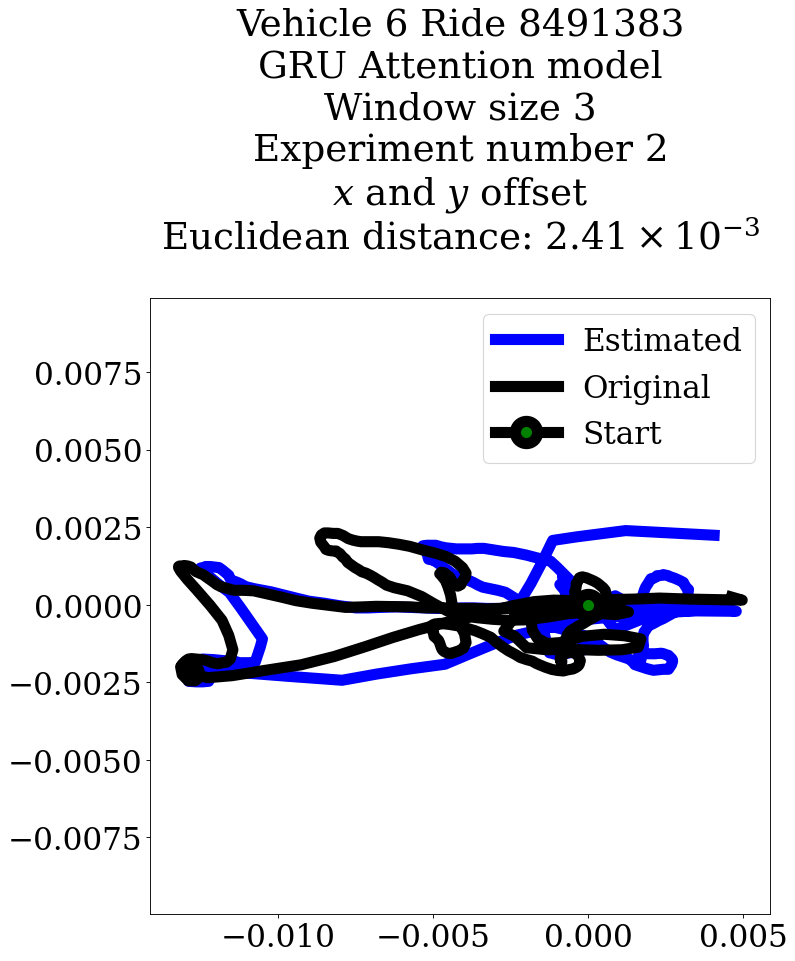 Vehicle 6 Ride 8491383
GRU Attention model
Window size 3
Experiment number 2
x and y offset
Euclidean distance: 2.41 × 10⁻³
Estimated
Original
Start
0.0075
0.0050
0.0025
0.0000
−0.0025
−0.0050
−0.0075
−0.010 −0.005 0.000 0.005